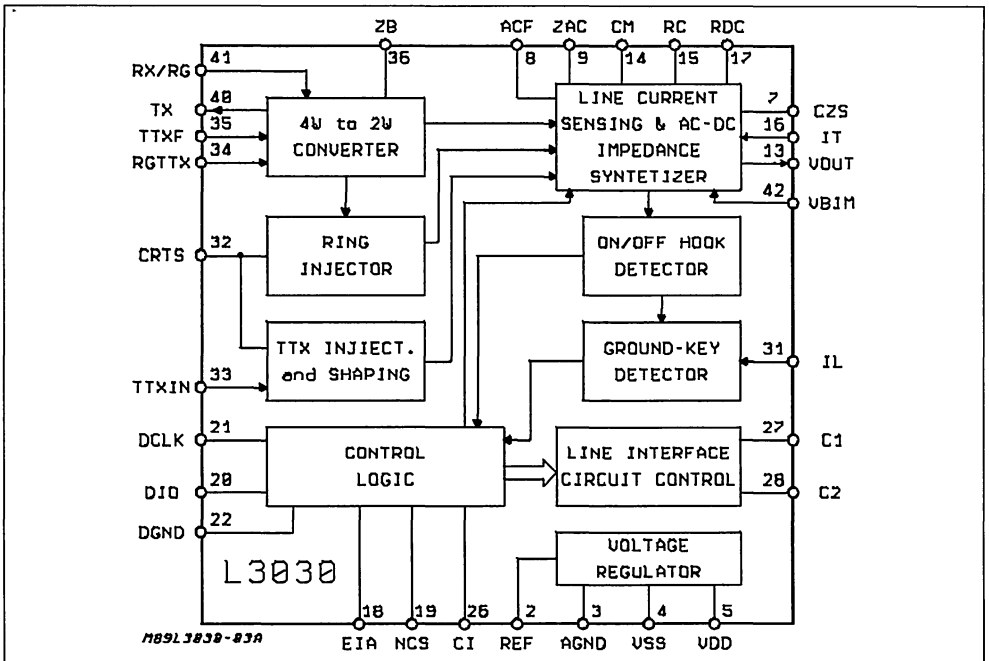 ZB ACF ZAC CM RC RDC
36 8 9 14 15 17
RX/RG 41
TX 40
TTXF 35
RGTTX 34
4W to 2W
CONVERTER
LINE CURRENT
SENSING & AC-DC
IMPEDANCE
SYNTETIZER
7 CZS
16 IT
13 VOUT
42 VBIM
CRTS 32
RING
INJECTOR
ON/OFF HOOK
DETECTOR
TTX INJIECT.
and SHAPING
GROUND-KEY
DETECTOR
31 IL
TTXIN 33
DCLK 21
DIO 20
DGND 22
CONTROL
LOGIC
LINE INTERFACE
CIRCUIT CONTROL
27 C1
28 C2
VOLTAGE
REGULATOR
L3030
18 19 26 2 3 4 5
EIA NCS CI REF AGND VSS VDD
M89L3030-03A